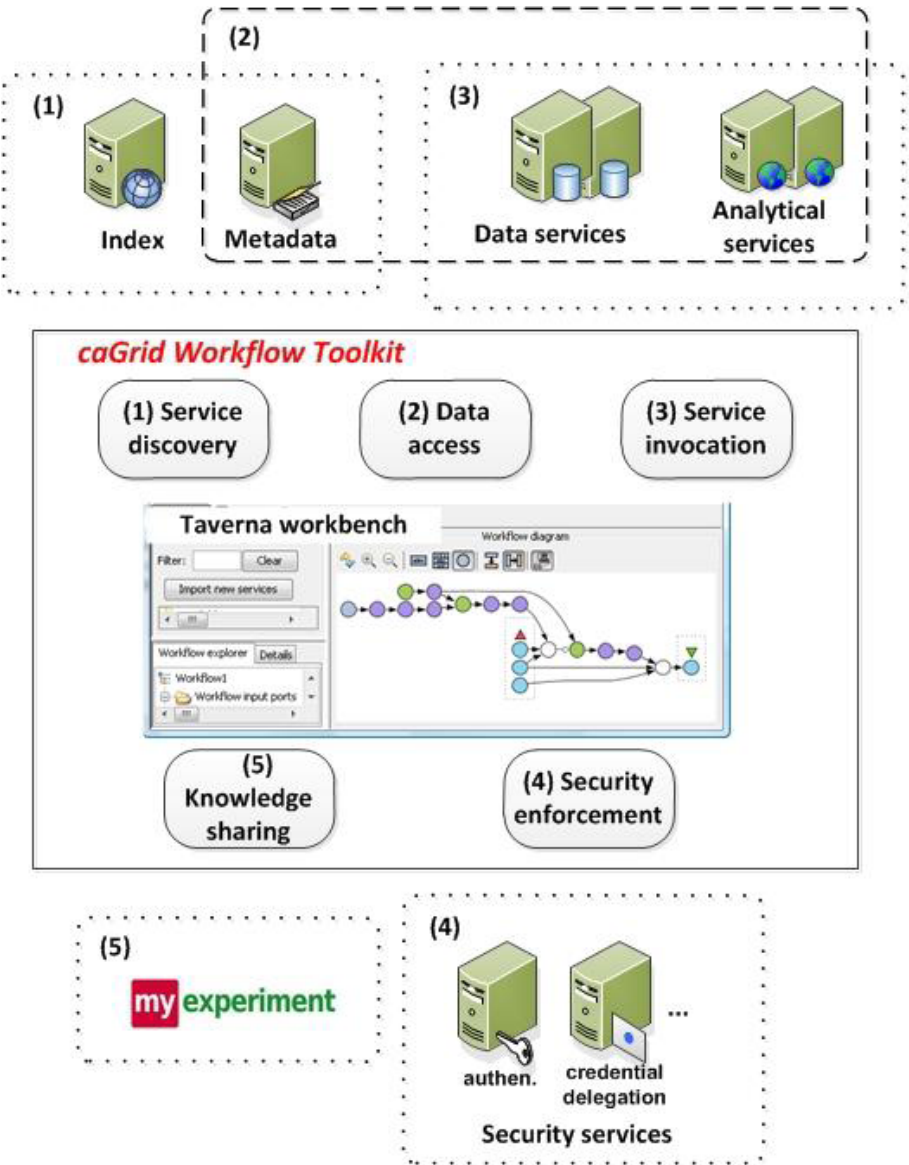 (2)
(1)
(3)
Index
Metadata
Data services
Analytical
services
caGrid Workflow Toolkit
(1) Service
discovery
(2) Data
access
(3) Service
invocation
Taverna workbench
Workflow diagram
Filter:
Clear
Import new services
Workflow explorer
Details
Workflow1
Workflow input ports
(5)
Knowledge
sharing
(4) Security
enforcement
(5)
my experiment
(4)
...
authen.
credential
delegation
Security services